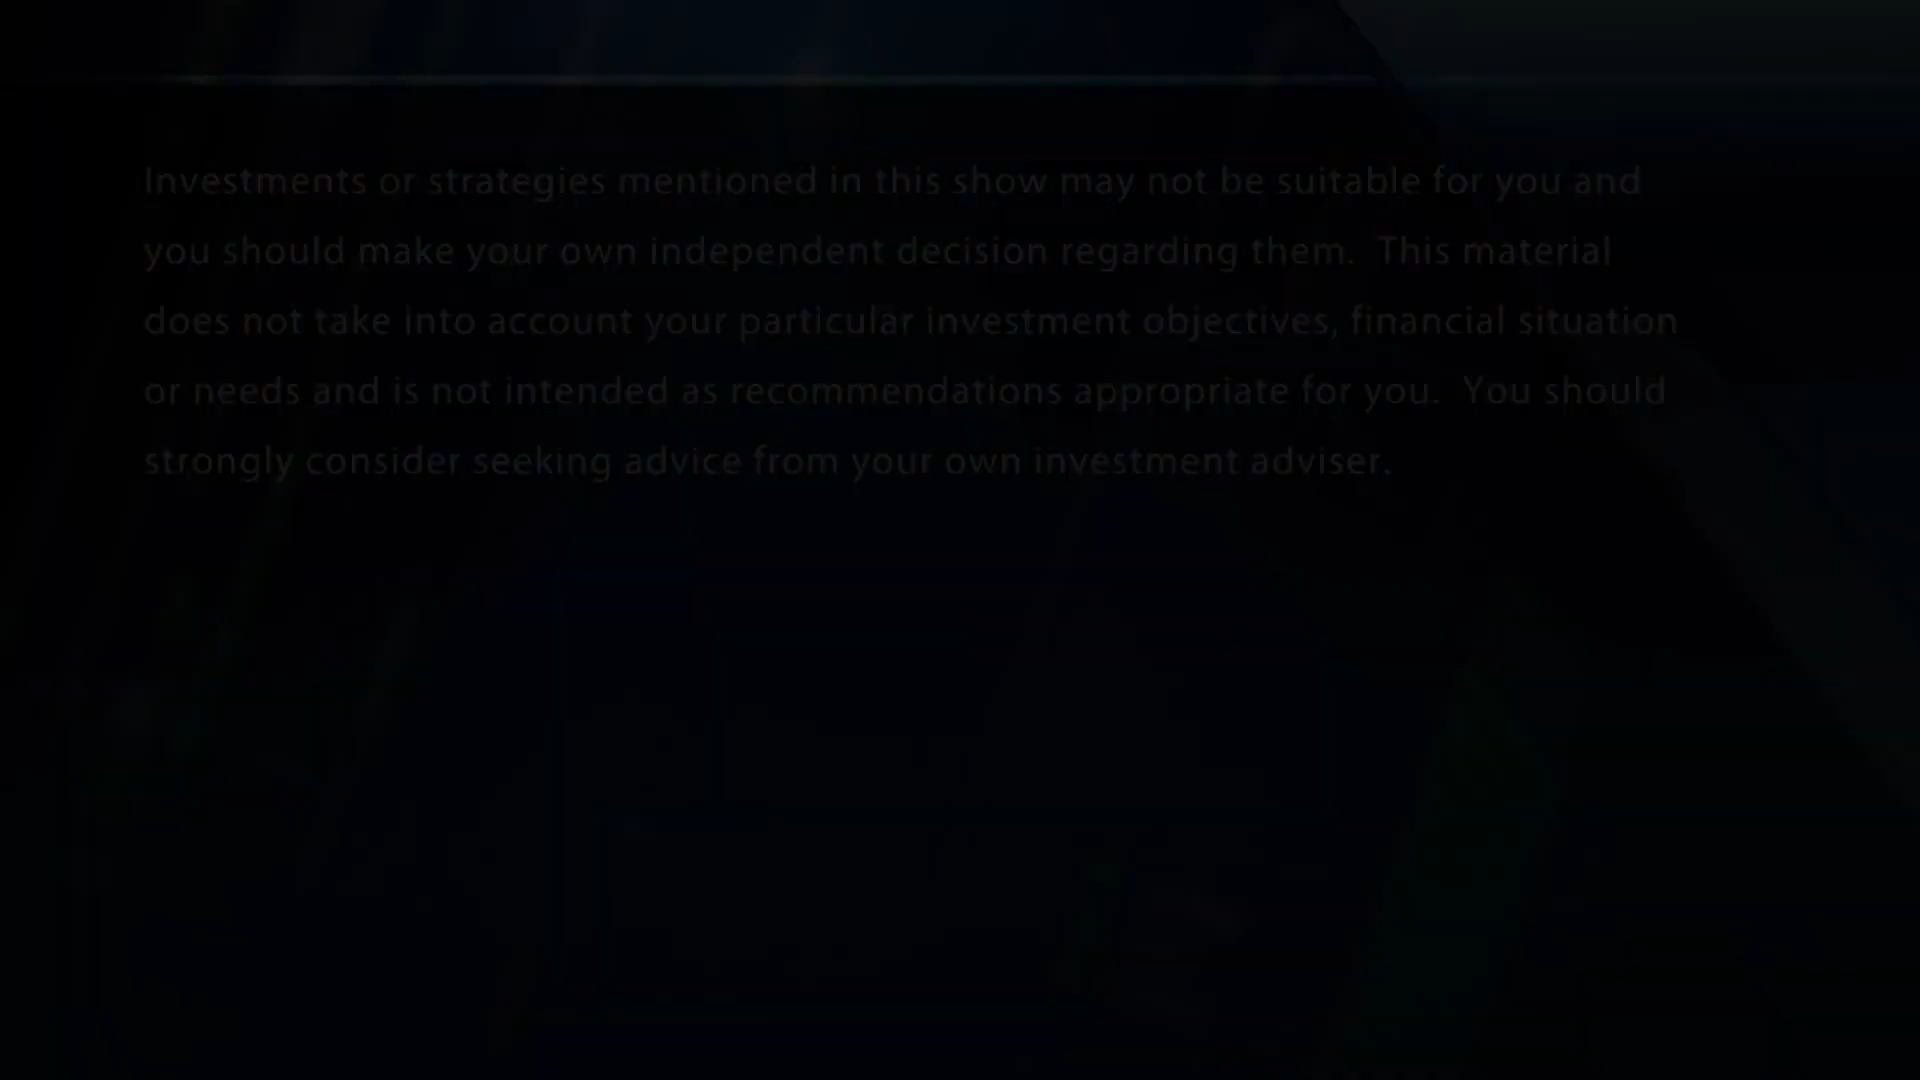 Investments or strategies mentioned in this show may not be suitable for you and
you should make your own independent decision regarding them.  This material
does not take into account your particular investment objectives, financial situation
or needs and is not intended as recommendations appropriate for you.  You should
strongly consider seeking advice from your own investment adviser.